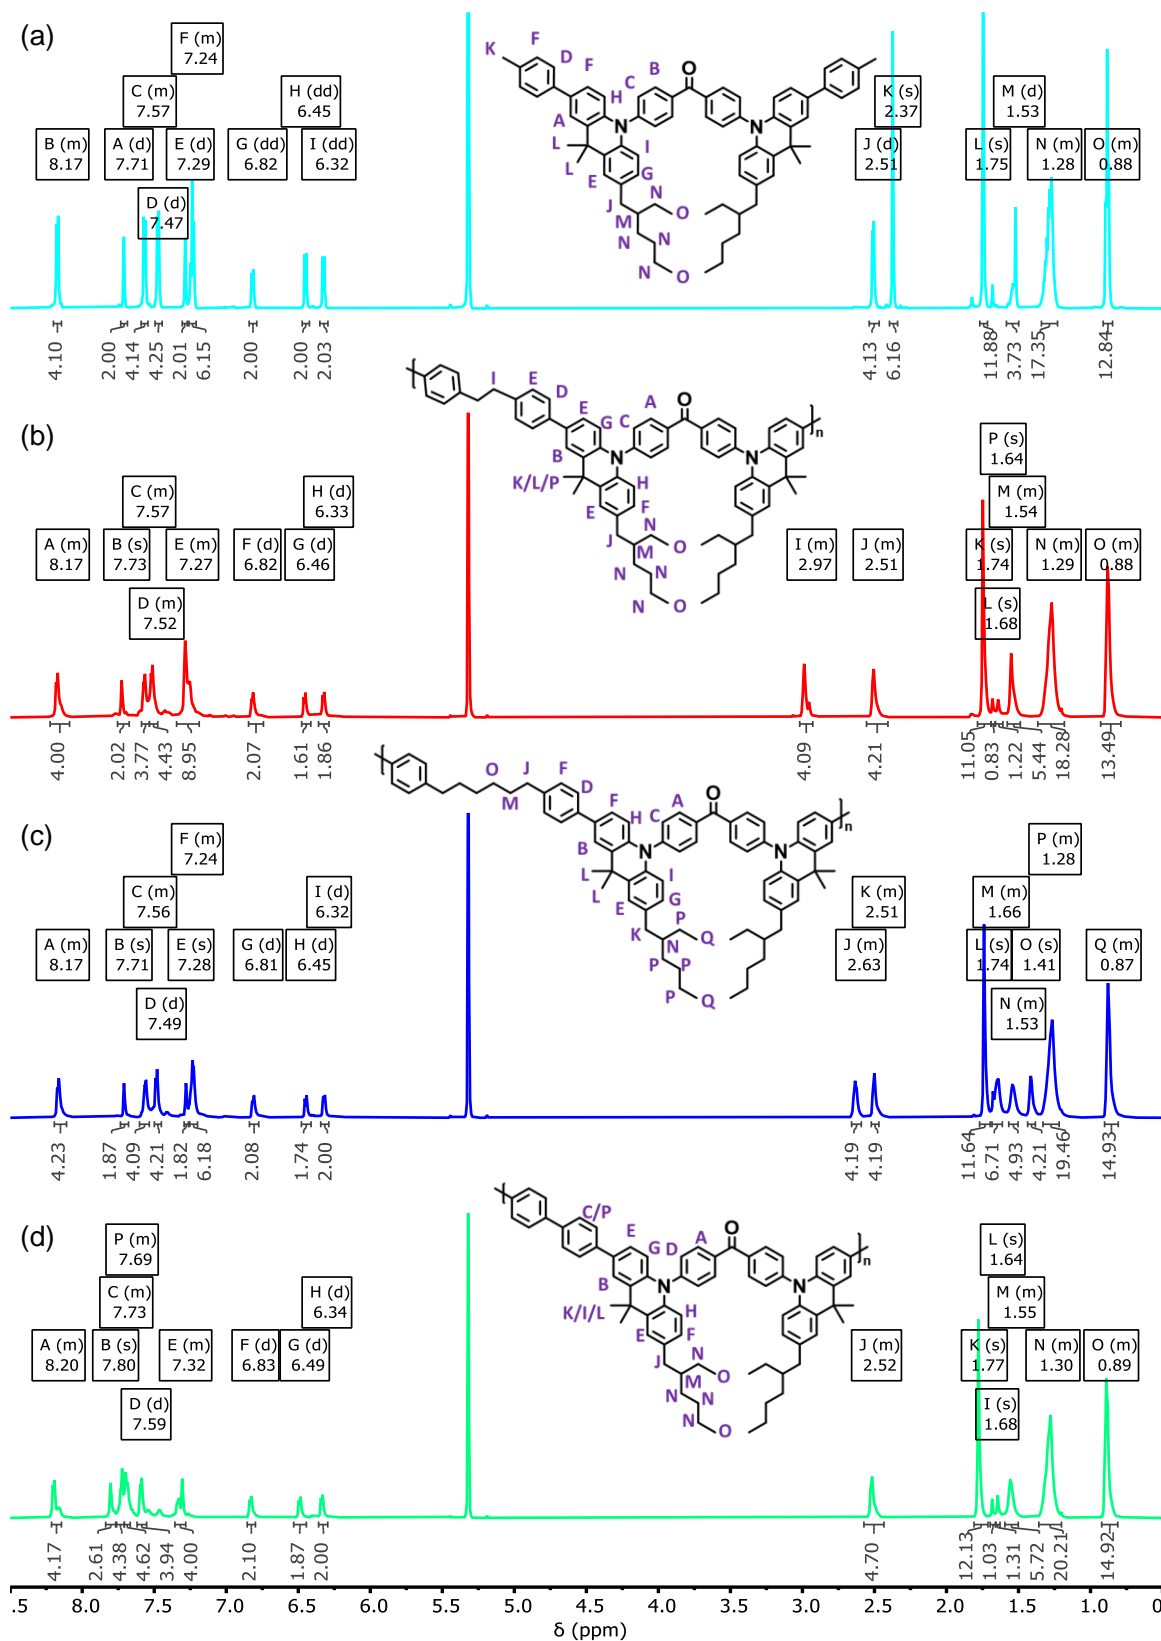 (a)
F (m)
7.24
C (m)
7.57
H (dd)
6.45
K (s)
2.37
M (d)
1.53
B (m)
8.17
A (d)
7.71
E (d)
7.29
G (dd)
6.82
I (dd)
6.32
J (d)
2.51
L (s)
1.75
N (m)
1.28
O (m)
0.88
D (d)
7.47
K
F
D
F
H
C
B
O
A
N
N
L
I
L
E
G
J
N
O
M
N
N
N
O
4.10
2.00
4.14
4.25
2.01
6.15
2.00
2.00
2.03
4.13
6.16
11.88
3.73
17.35
12.84
(b)
P (s)
1.64
C (m)
7.57
H (d)
6.33
M (m)
1.54
A (m)
8.17
B (s)
7.73
E (m)
7.27
F (d)
6.82
G (d)
6.46
I (m)
2.97
J (m)
2.51
K (s)
1.74
N (m)
1.29
O (m)
0.88
D (m)
7.52
L (s)
1.68
I
E
D
E
G
C
A
O
n
B
N
N
K/L/P
H
E
F
J
N
O
M
N
N
N
O
4.00
2.02
3.77
4.43
8.95
2.07
1.61
1.86
4.09
4.21
11.05
0.83
1.22
5.44
18.28
13.49
(c)
F (m)
7.24
P (m)
1.28
C (m)
7.56
I (d)
6.32
K (m)
2.51
M (m)
1.66
A (m)
8.17
B (s)
7.71
E (s)
7.28
G (d)
6.81
H (d)
6.45
J (m)
2.63
L (s)
1.74
O (s)
1.41
Q (m)
0.87
D (d)
7.49
N (m)
1.53
O
J
F
M
D
F
H
C
A
O
n
B
N
N
L
I
L
E
G
K
P
Q
N
P
P
P
Q
4.23
1.87
4.09
4.21
1.82
6.18
2.08
1.74
2.00
4.19
4.19
11.64
6.71
4.93
4.21
19.46
14.93
(d)
P (m)
7.69
L (s)
1.64
C (m)
7.73
H (d)
6.34
M (m)
1.55
A (m)
8.20
B (s)
7.80
E (m)
7.32
F (d)
6.83
G (d)
6.49
J (m)
2.52
K (s)
1.77
N (m)
1.30
O (m)
0.89
D (d)
7.59
I (s)
1.68
C/P
E
G
D
A
O
n
B
N
N
K/I/L
H
E
F
J
N
O
M
N
N
N
O
4.17
2.61
4.38
4.62
3.94
4.00
2.10
1.87
2.00
4.70
12.13
1.03
1.31
5.72
20.21
14.92
.5 8.0 7.5 7.0 6.5 6.0 5.5 5.0 4.5 4.0 3.5 3.0 2.5 2.0 1.5 1.0 0
δ (ppm)